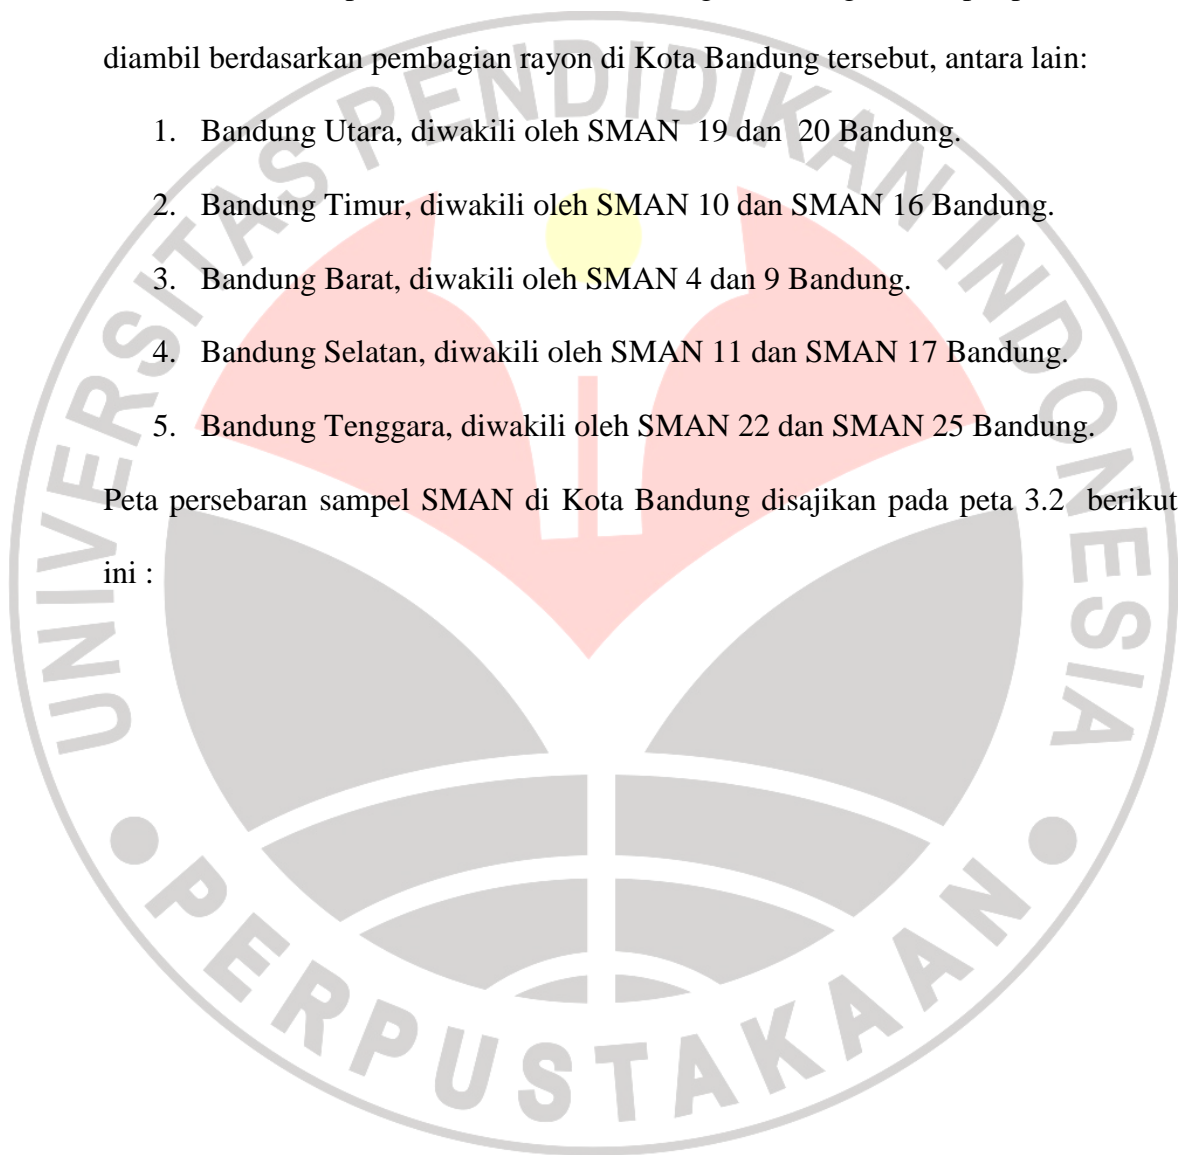 diambil berdasarkan pembagian rayon di Kota Bandung tersebut, antara lain:
1. Bandung Utara, diwakili oleh SMAN 19 dan 20 Bandung.
2. Bandung Timur, diwakili oleh SMAN 10 dan SMAN 16 Bandung.
3. Bandung Barat, diwakili oleh SMAN 4 dan 9 Bandung.
4. Bandung Selatan, diwakili oleh SMAN 11 dan SMAN 17 Bandung.
5. Bandung Tenggara, diwakili oleh SMAN 22 dan SMAN 25 Bandung.
Peta persebaran sampel SMAN di Kota Bandung disajikan pada peta 3.2 berikut
ini :
UNIVERSITAS PENDIDIKAN INDONESIA
PERPUSTAKAAN